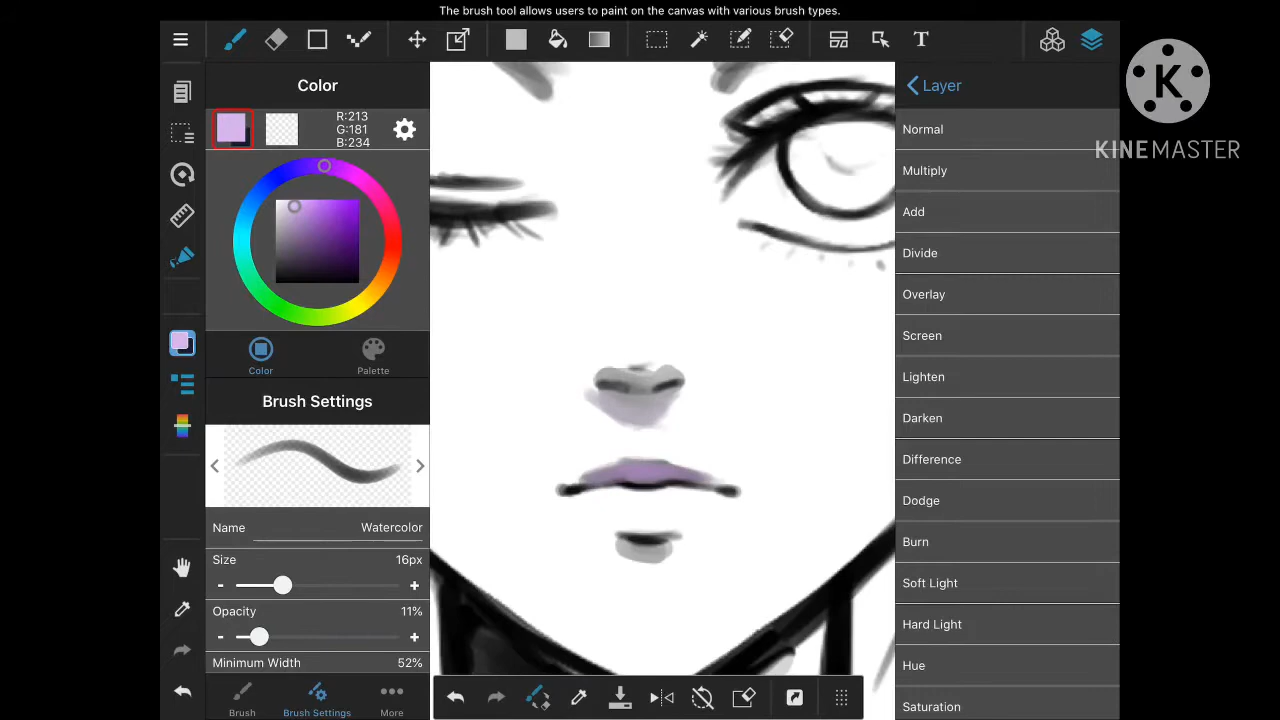 The brush tool allows users to paint on the canvas with various brush types.
T
Color
R:213
G:181
B:234
Color
Palette
Brush Settings
Name Watercolor
Size 16px
- +
Opacity 11%
- +
Minimum Width 52%
Brush
Brush Settings
More
Layer
Normal
Multiply
Add
Divide
Overlay
Screen
Lighten
Darken
Difference
Dodge
Burn
Soft Light
Hard Light
Hue
Saturation
K
KINEMASTER